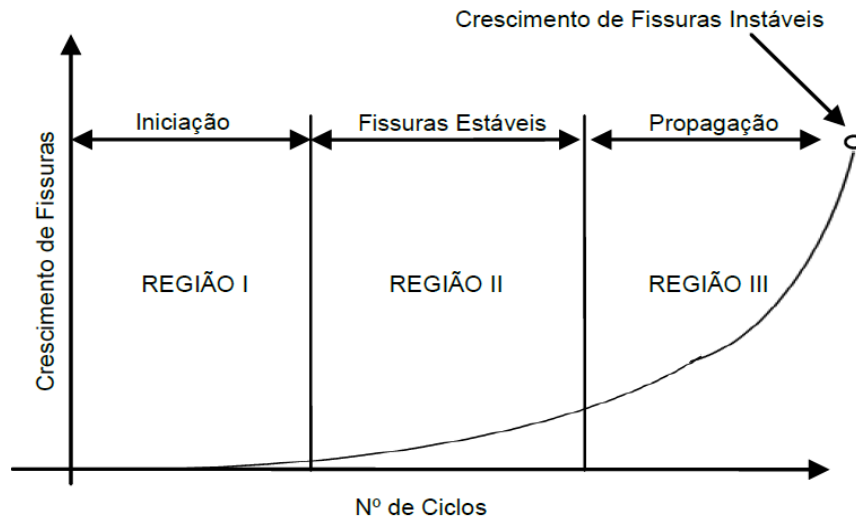 Crescimento de Fissuras Instáveis
Iniciação
Fissuras Estáveis
Propagação
Crescimento de Fissuras
REGIÃO I
REGIÃO II
REGIÃO III
Nº de Ciclos